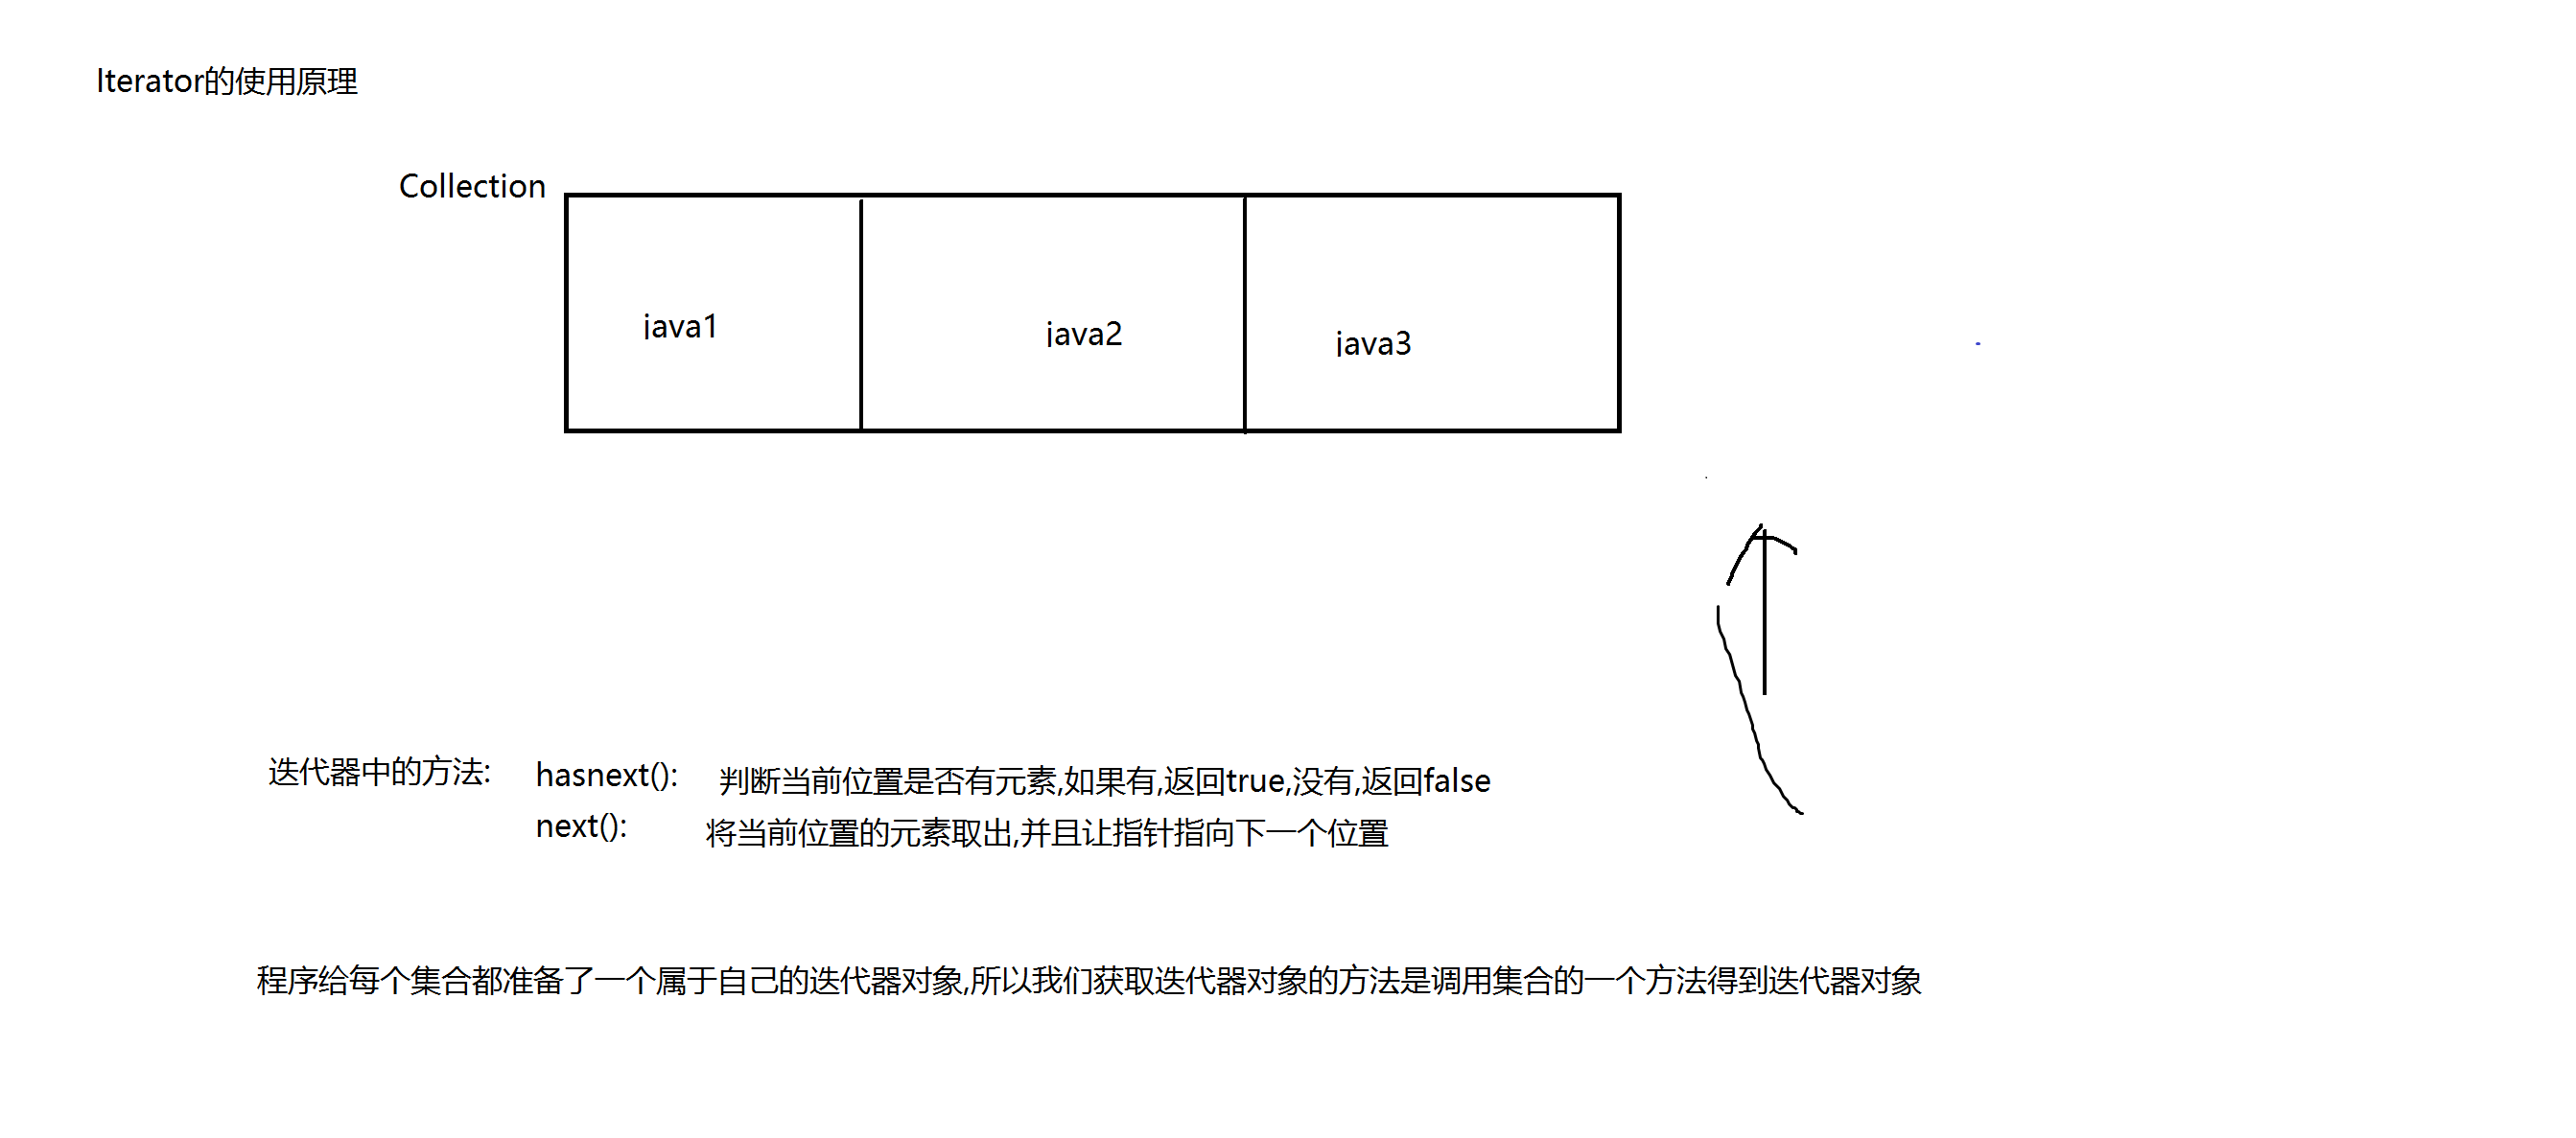 Iterator的使用原理
Collection
java1
java2
java3
迭代器中的方法: hasnext(): 判断当前位置是否有元素,如果有,返回true,没有,返回false
next(): 将当前位置的元素取出,并且让指针指向下一个位置
程序给每个集合都准备了一个属于自己的迭代器对象,所以我们获取迭代器对象的方法是调用集合的一个方法得到迭代器对象